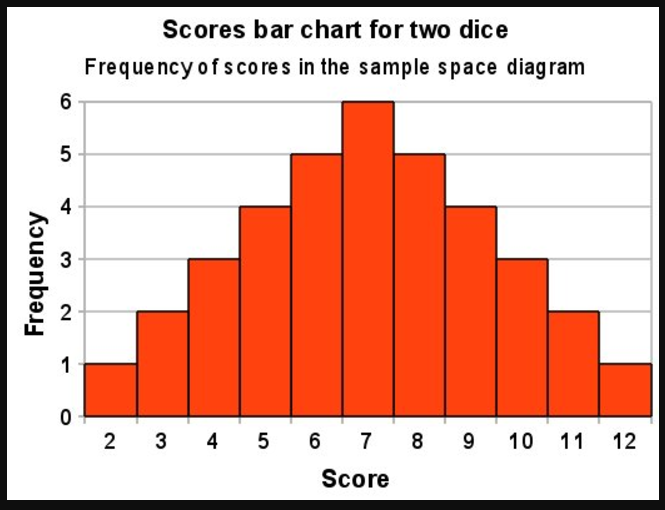 Scores bar chart for two dice
Frequency of scores in the sample space diagram
6
5
4
3
2
1
0
Frequency
2 3 4 5 6 7 8 9 10 11 12
Score